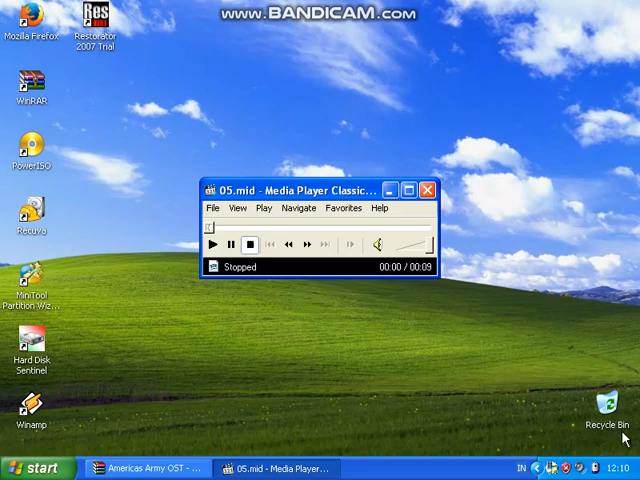 www.BANDICAM.com
Mozilla Firefox
Res
Restorator
2007 Trial
WinRAR
PowerISO
Recuva
MiniTool
Partition Wiz...
Hard Disk
Sentinel
Winamp
05.mid - Media Player Classic...
File View Play Navigate Favorites Help
Stopped 00:00 / 00:09
Recycle Bin
start
Americas Army OST - ...
05.mid - Media Player...
IN
12:10